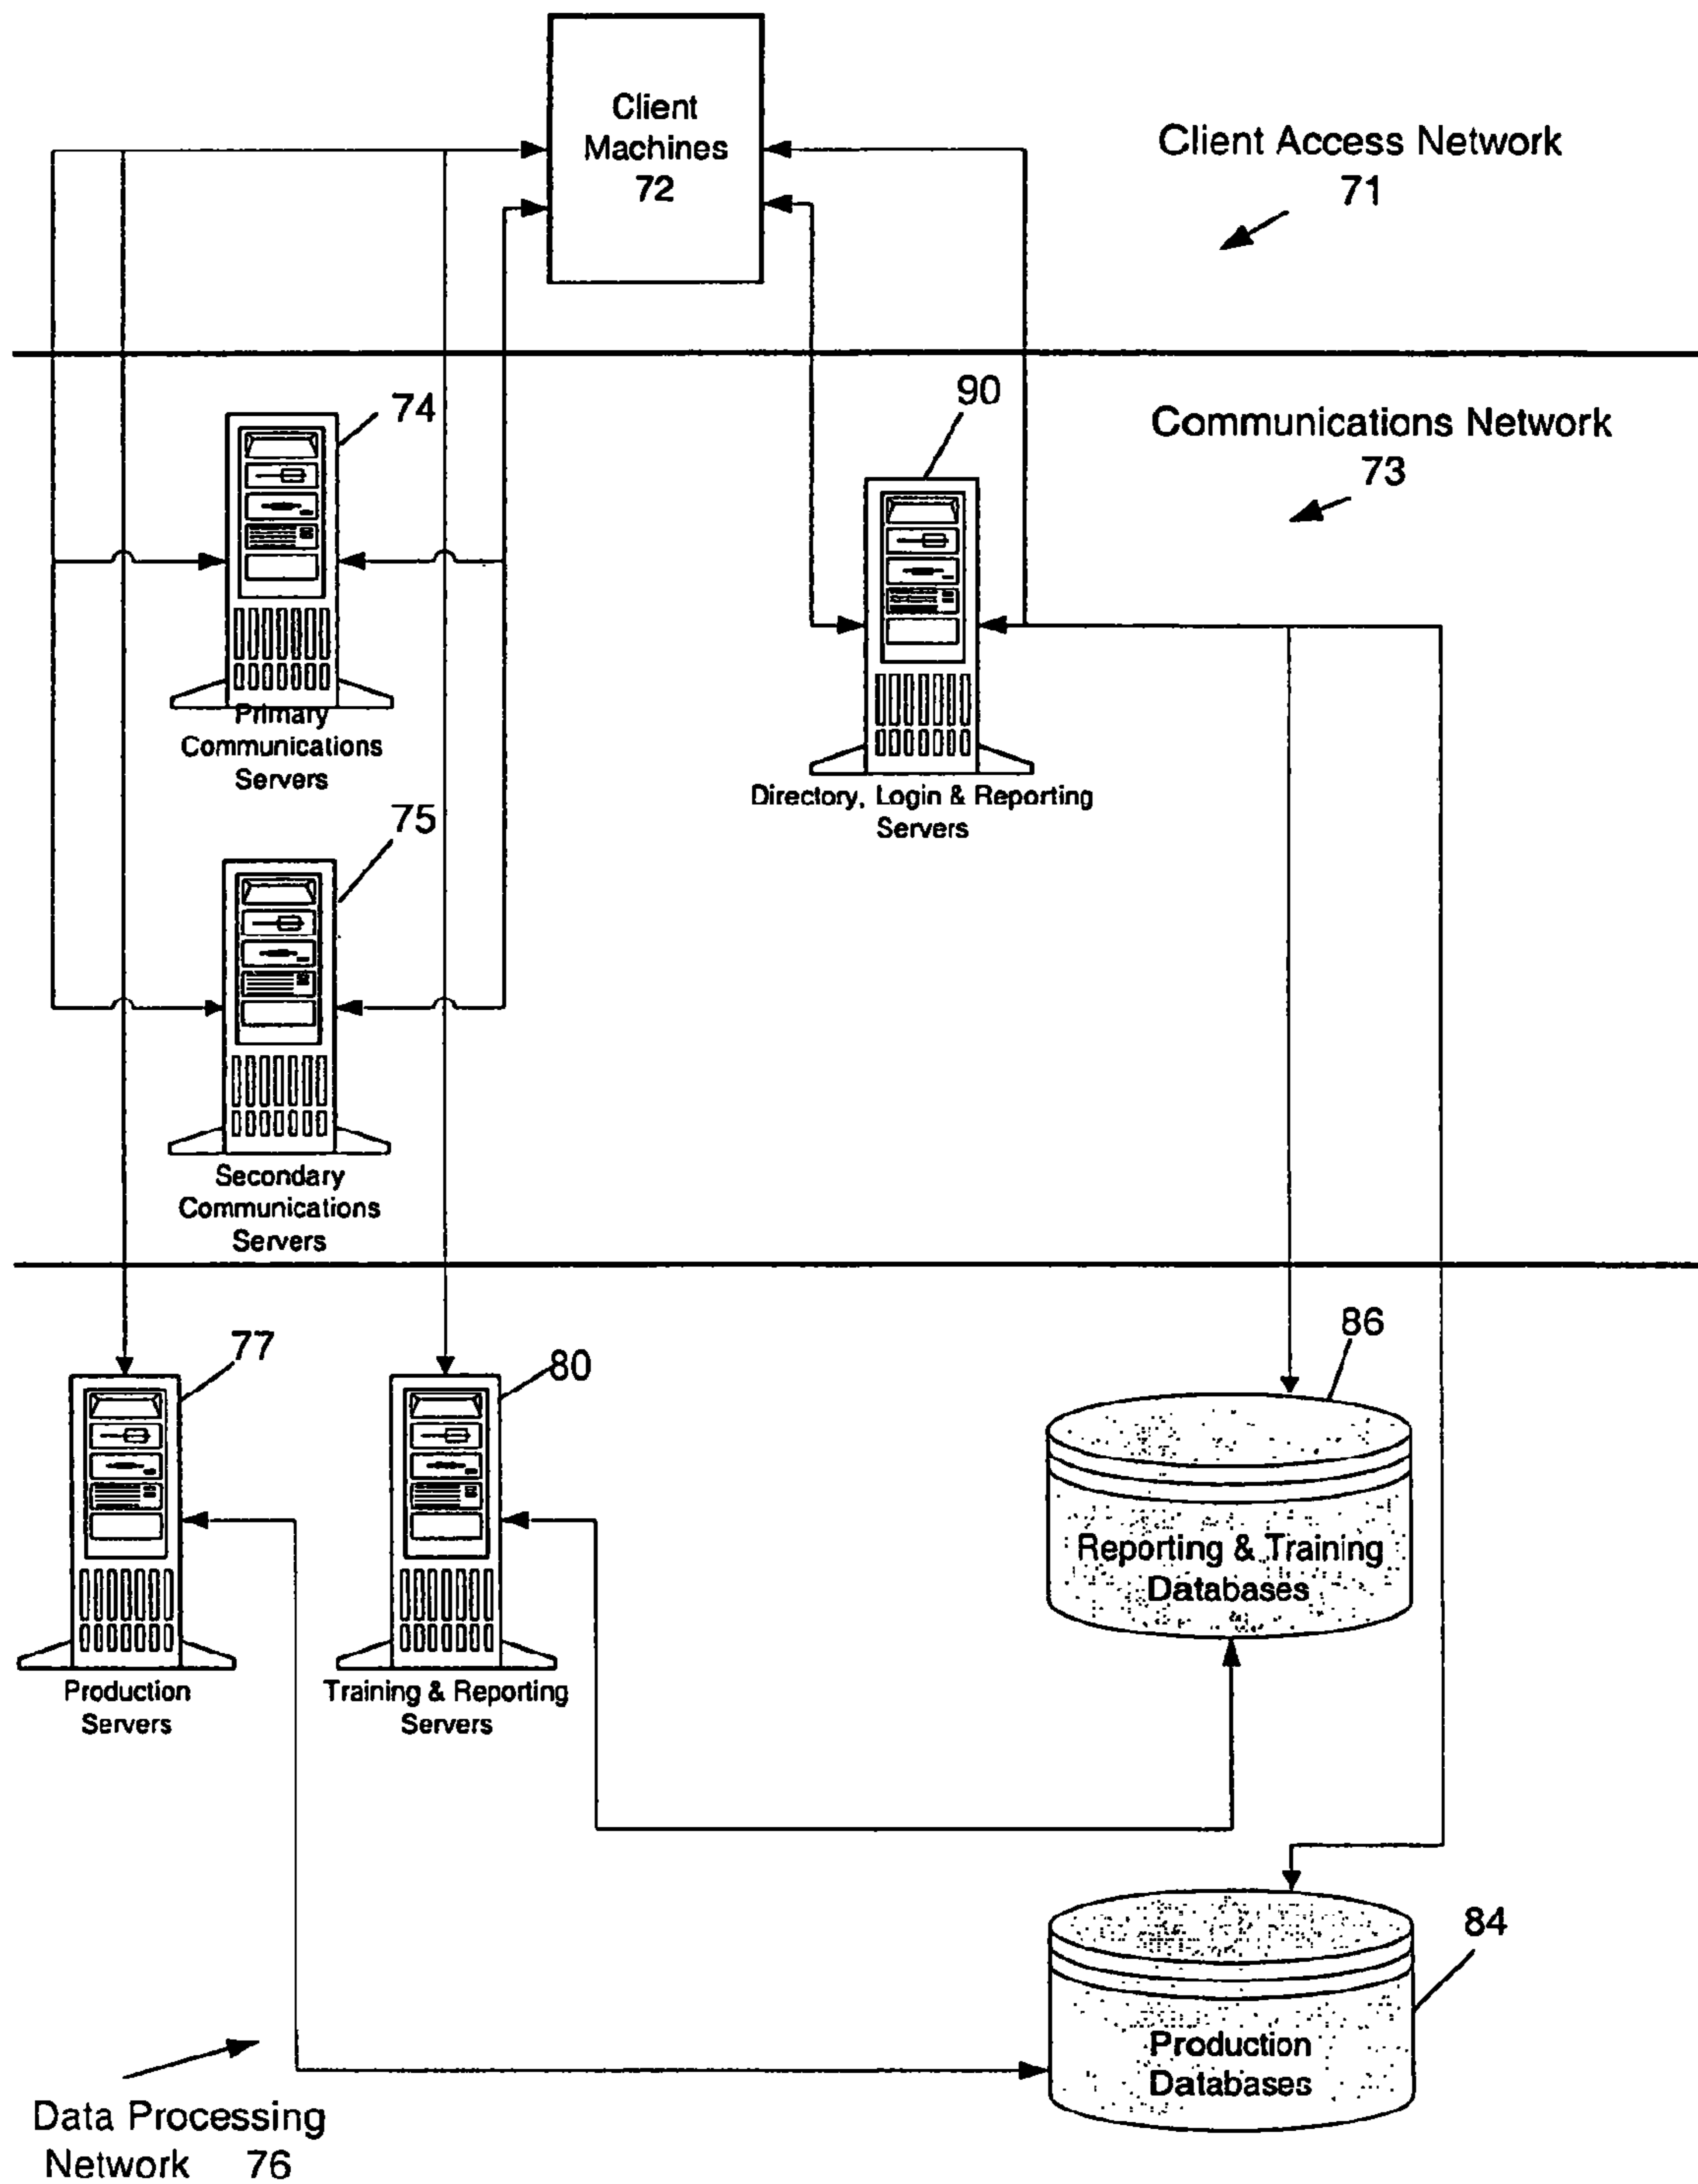 Client
Machines
72
Client Access Network
71
74
90
Communications Network
73
Primary
Communications
Servers
Directory, Login & Reporting
Servers
75
Secondary
Communications
Servers
77
80
86
Reporting & Training
Databases
Production
Servers
Training & Reporting
Servers
84
Production
Databases
Data Processing
Network 76